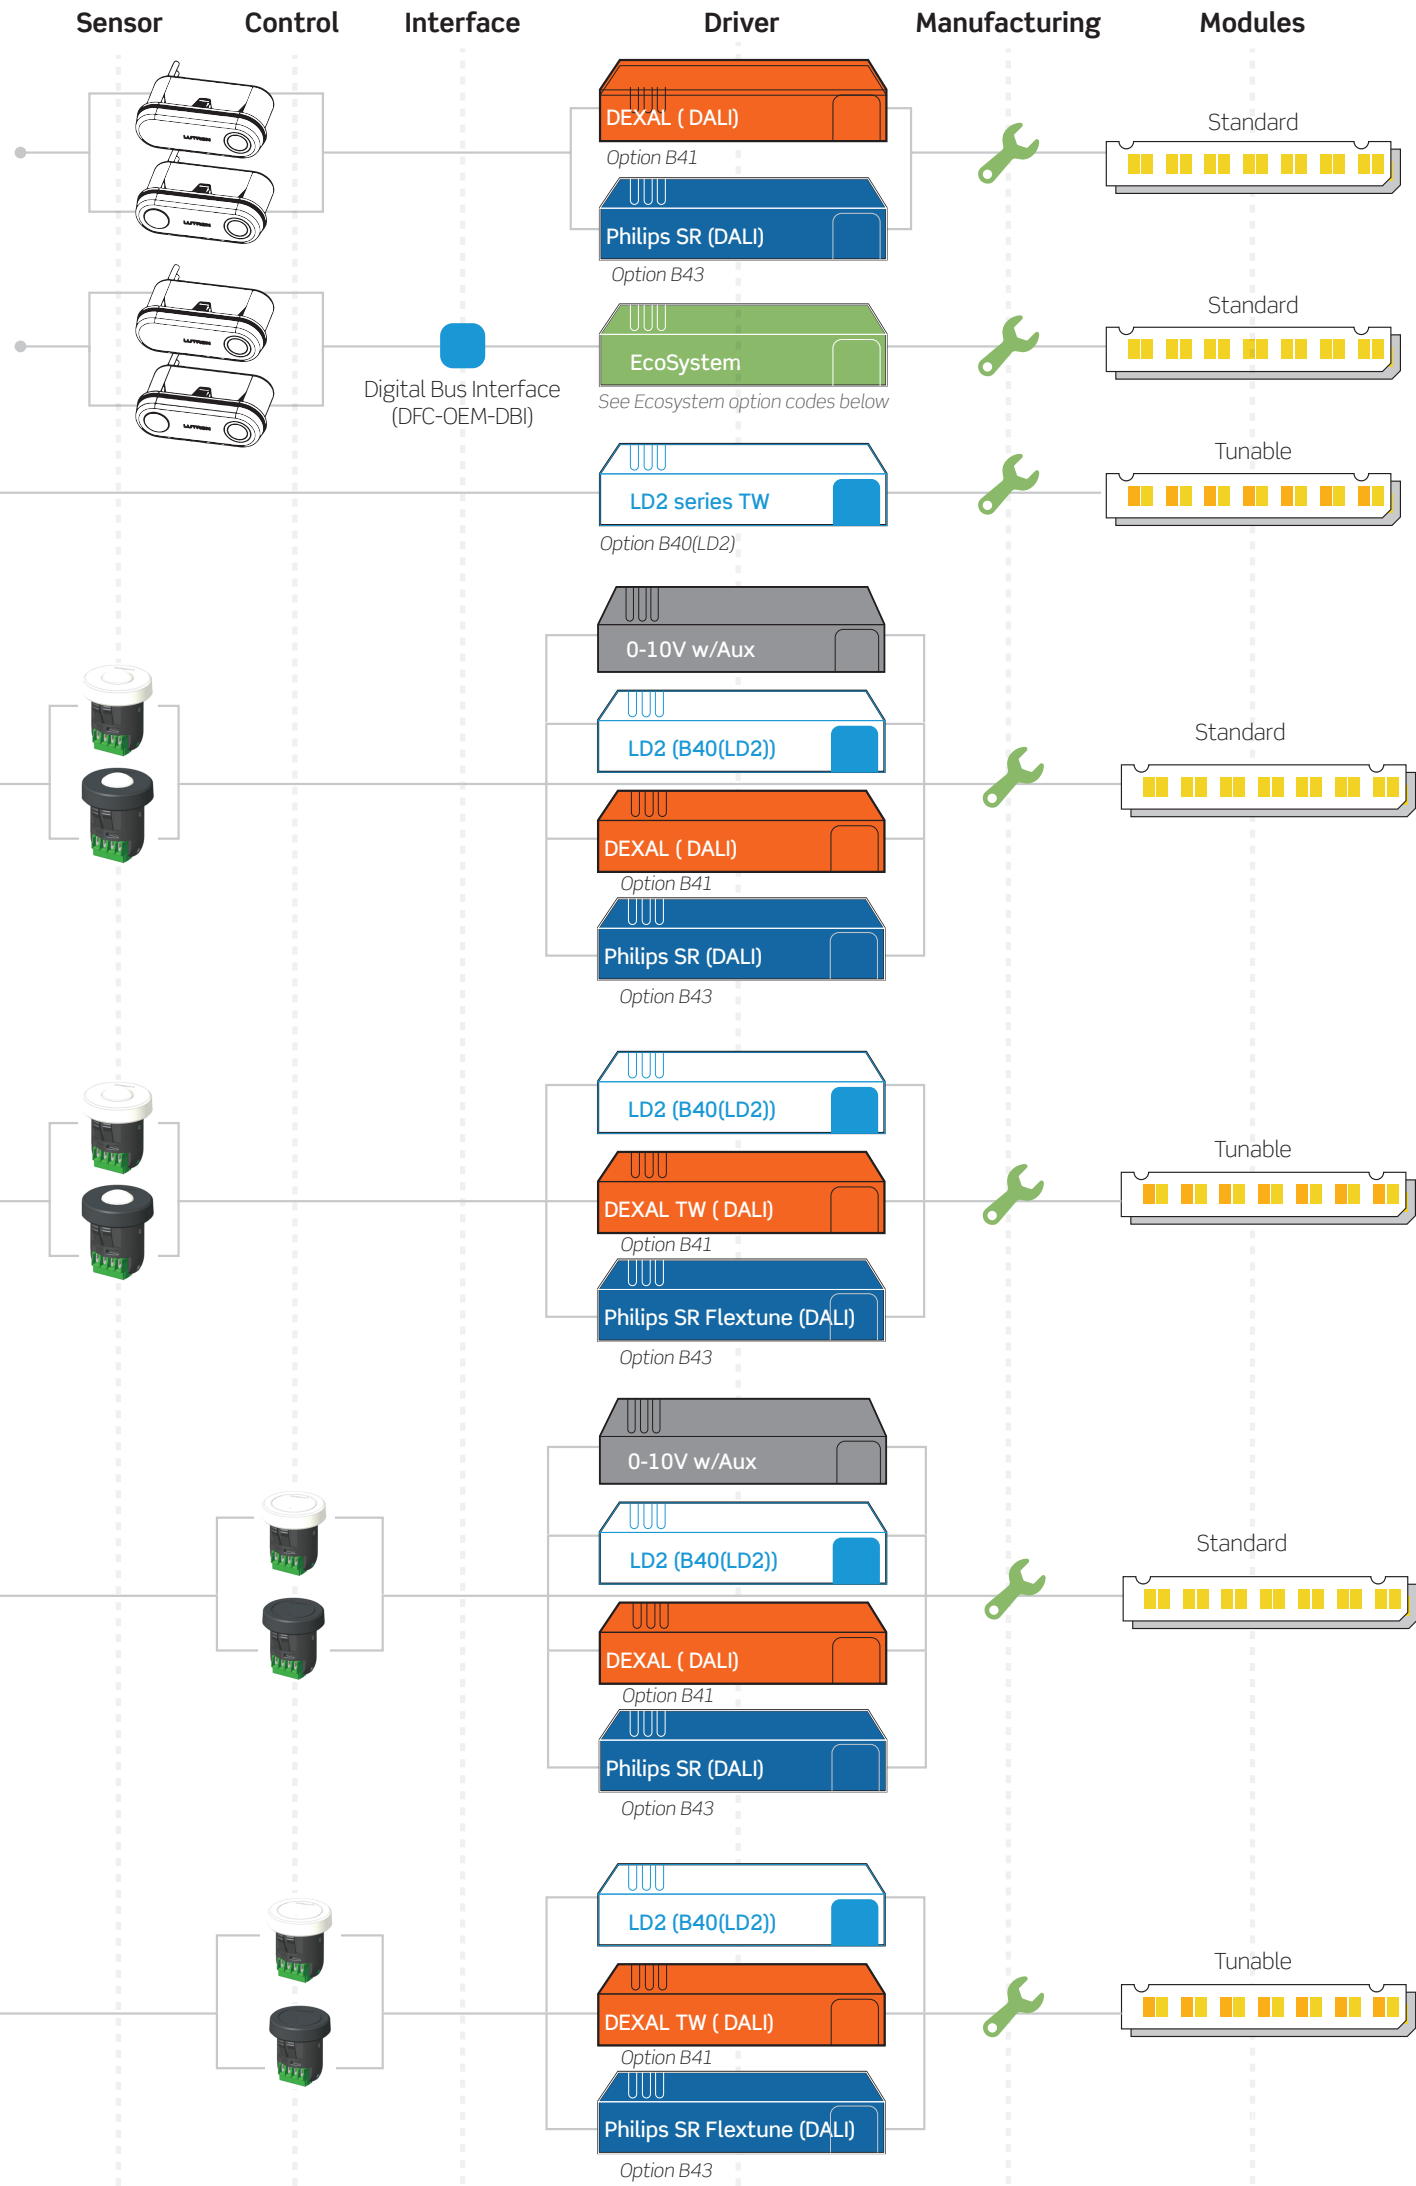 Sensor Control Interface Driver Manufacturing Modules
LUTRON
DEXAL ( DALI)
Option B41
Standard
LUTRON
Philips SR (DALI)
Option B43
LUTRON
EcoSystem
See Ecosystem option codes below
Standard
Digital Bus Interface
(DFC-OEM-DBI)
LUTRON
LD2 series TW
Option B40(LD2)
Tunable
0-10V w/Aux
LD2 (B40(LD2))
DEXAL ( DALI)
Option B41
Philips SR (DALI)
Option B43
Standard
LD2 (B40(LD2))
DEXAL TW ( DALI)
Option B41
Philips SR Flextune (DALI)
Option B43
Tunable
0-10V w/Aux
LD2 (B40(LD2))
DEXAL ( DALI)
Option B41
Philips SR (DALI)
Option B43
Standard
LD2 (B40(LD2))
DEXAL TW ( DALI)
Option B41
Philips SR Flextune (DALI)
Option B43
Tunable